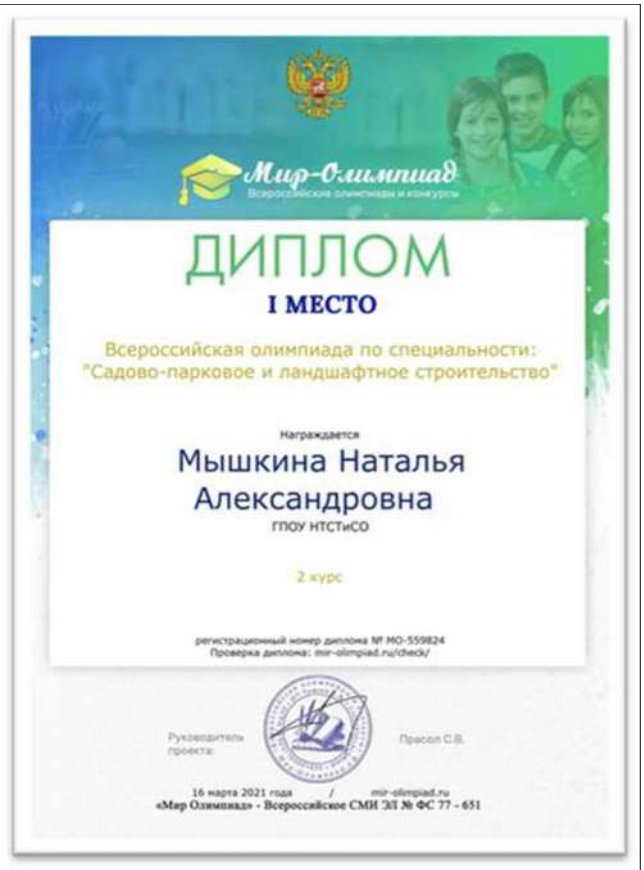 Мир-Олимпиад
Всероссийские олимпиады и конкурсы
ДИПЛОМ
I МЕСТО
Всероссийская олимпиада по специальности:
"Садово-парковое и ландшафтное строительство"
Награждается
Мышкина Наталья
Александровна
ГПОУ НТСТиСО
2 курс
регистрационный номер диплома № МО-559824
Проверка диплома: mir-olimpiad.ru/check/
Руководитель
проекта:
Прасол С.В.
16 марта 2021 года / mir-olimpiad.ru
«Мир Олимпиад» - Всероссийское СМИ ЭЛ № ФС 77 - 651